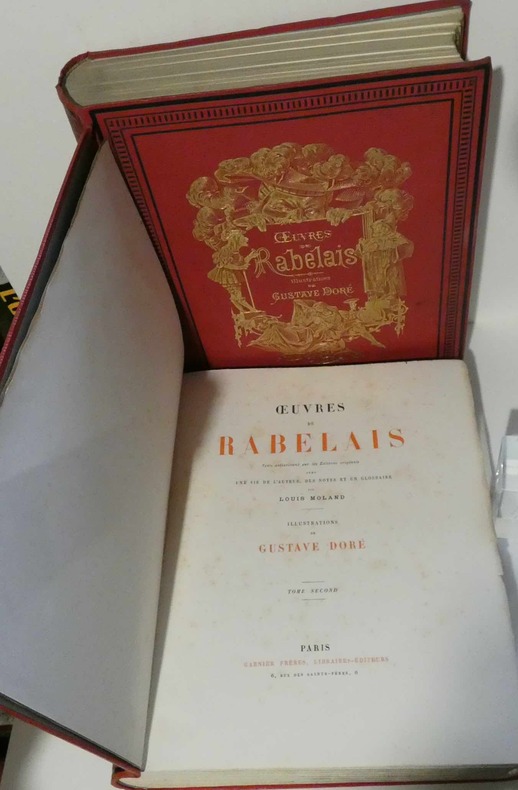 ŒUVRES
DE
Rabelais
Illustrations
DE
GUSTAVE DORÉ
ŒUVRES
DE
RABELAIS
UNE VIE DE L'AUTEUR, DES NOTES ET UN GLOSSAIRE
LOUIS MOLAND
ILLUSTRATIONS
DE
GUSTAVE DORÉ
TOME SECOND
PARIS
GARNIER FRÈRES, LIBRAIRES-ÉDITEURS
6, RUE DES SAINTS-PÈRES, 6